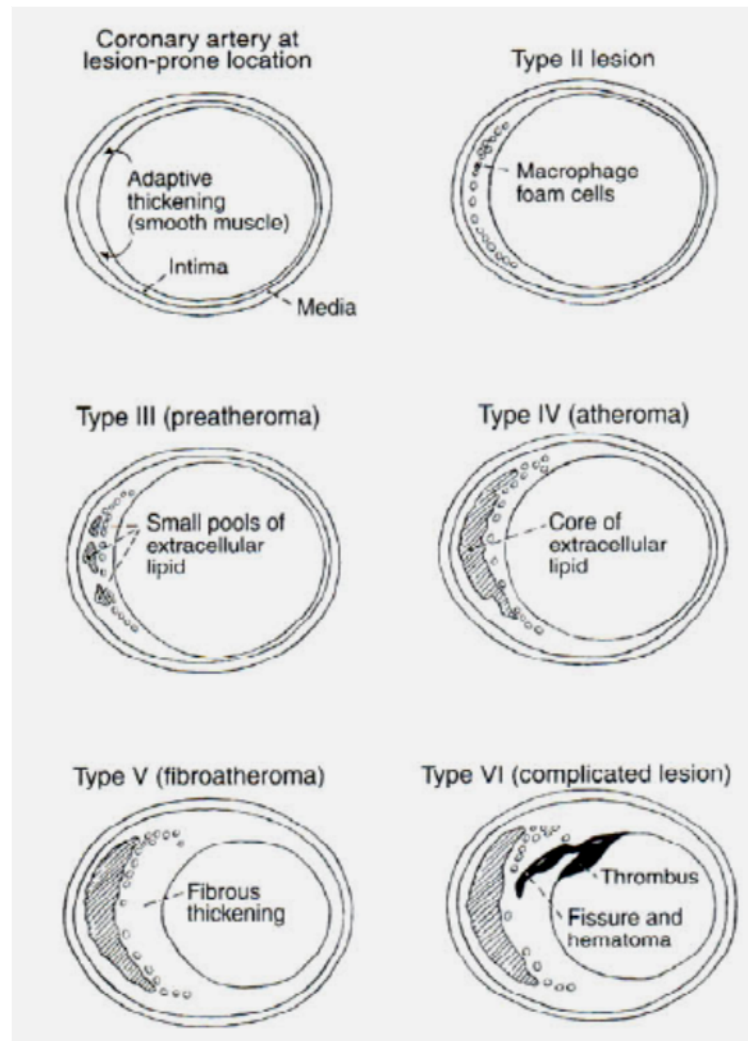 Coronary artery at
lesion-prone location
Adaptive
thickening
(smooth muscle)
Intima
Media
Type II lesion
Macrophage
foam cells
Type III (preatheroma)
Small pools of
extracellular
lipid
Type IV (atheroma)
Core of
extracellular
lipid
Type V (fibroatheroma)
Fibrous
thickening
Type VI (complicated lesion)
Thrombus
Fissure and
hematoma